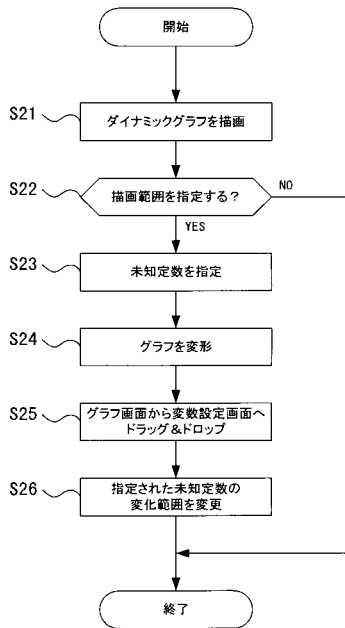 開始
S21
ダイナミックグラフを描画
S22
描画範囲を指定する?
NO
YES
S23
未知定数を指定
S24
グラフを変形
S25
グラフ画面から変数設定画面へ
ドラッグ&ドロップ
S26
指定された未知定数の
変化範囲を変更
終了